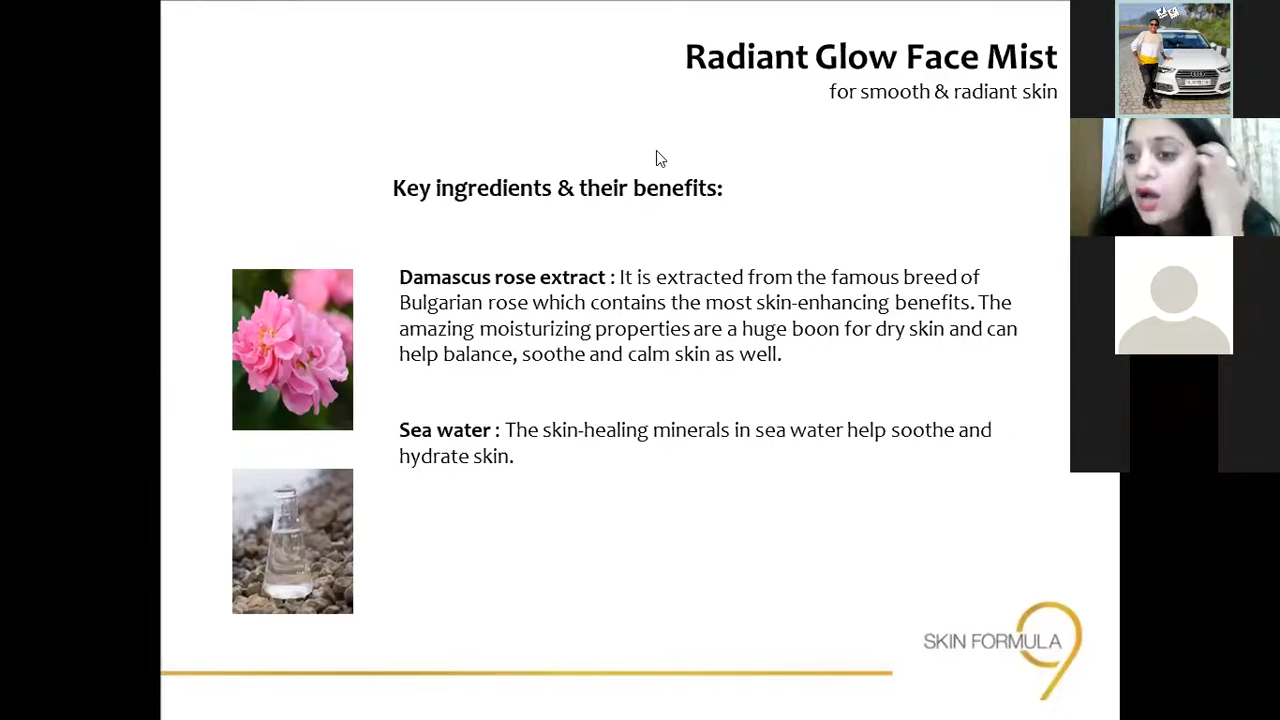 Radiant Glow Face Mist
for smooth & radiant skin
Key ingredients & their benefits:
Damascus rose extract : It is extracted from the famous breed of
Bulgarian rose which contains the most skin-enhancing benefits. The
amazing moisturizing properties are a huge boon for dry skin and can
help balance, soothe and calm skin as well.
Sea water : The skin-healing minerals in sea water help soothe and
hydrate skin.
SKIN FORMULA 9